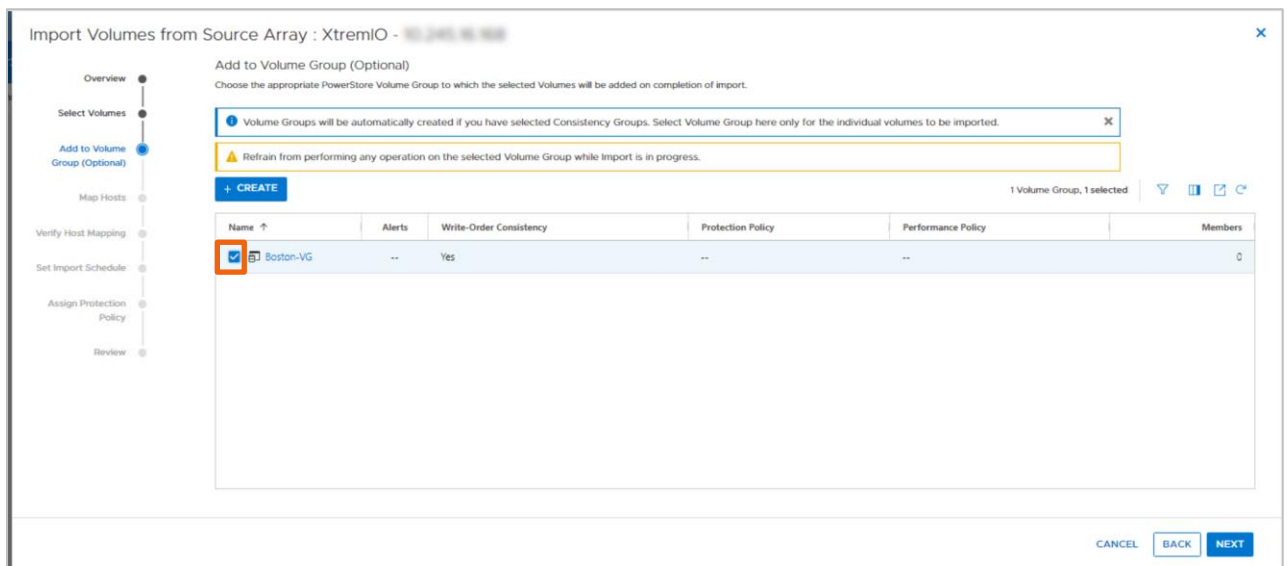 Import Volumes from Source Array : XtremIO -
Overview
Select Volumes
Add to Volume
Group (Optional)
Map Hosts
Verify Host Mapping
Set Import Schedule
Assign Protection
Policy
Review
Add to Volume Group (Optional)
Choose the appropriate PowerStore Volume Group to which the selected Volumes will be added on completion of import.
Volume Groups will be automatically created if you have selected Consistency Groups. Select Volume Group here only for the individual volumes to be imported.
Refrain from performing any operation on the selected Volume Group while Import is in progress.
+ CREATE
1 Volume Group, 1 selected
Name ↑ Alerts Write-Order Consistency Protection Policy Performance Policy Members
Boston-VG -- Yes -- -- 0
CANCEL BACK NEXT